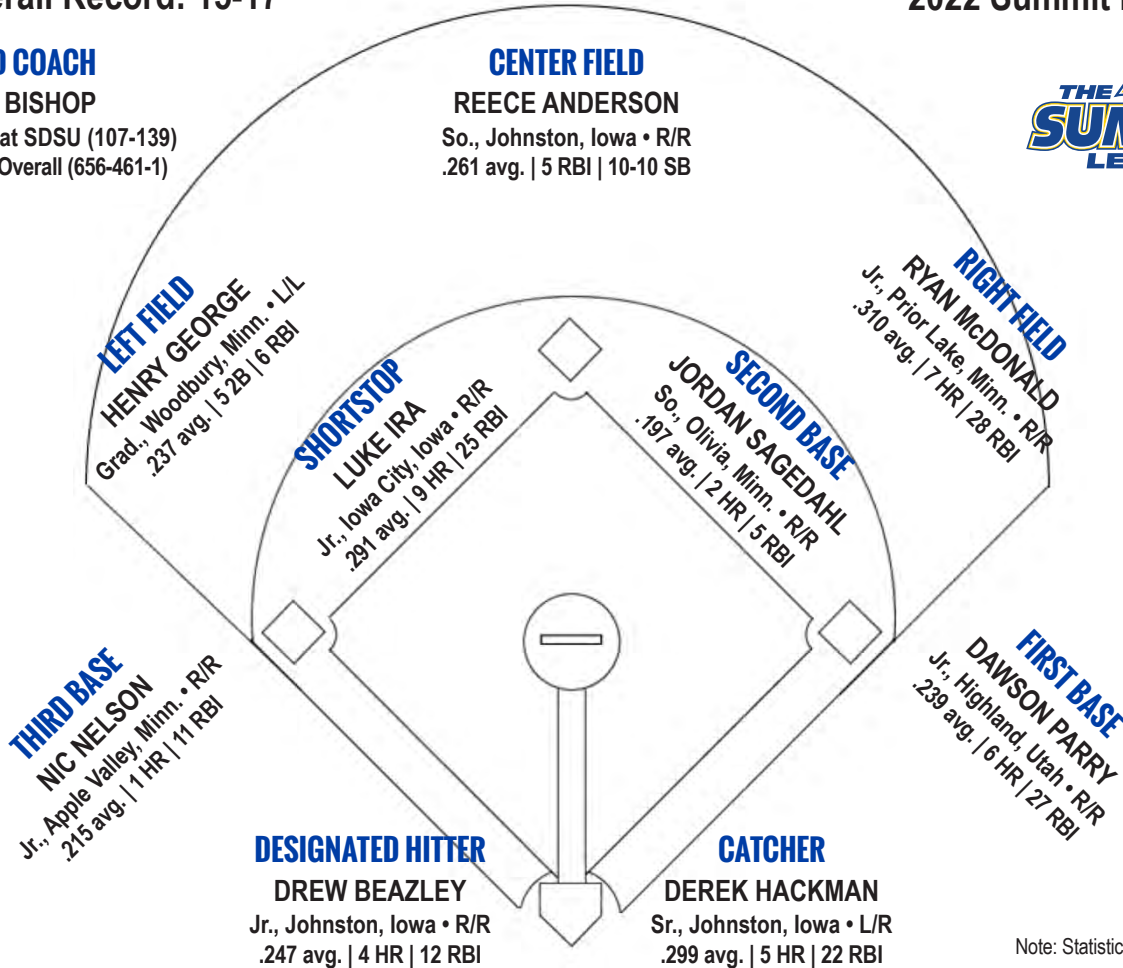 Overall Record: 15-17
2022 Summit
COACH
BISHOP
at SDSU (107-139)
Overall (656-461-1)
CENTER FIELD
REECE ANDERSON
So., Johnston, Iowa • R/R
.261 avg. | 5 RBI | 10-10 SB
THE
SUM
LE
LEFT FIELD
HENRY GEORGE
Grad., Woodbury, Minn. • L/L
.237 avg. | 5 2B | 6 RBI
SHORTSTOP
LUKE IRA
Jr., Iowa City, Iowa • R/R
.291 avg. | 9 HR | 25 RBI
SECOND BASE
JORDAN SAGEDAHL
So., Olivia, Minn. • R/R
.197 avg. | 2 HR | 5 RBI
RIGHT FIELD
RYAN McDONALD
Jr., Prior Lake, Minn. • R/R
.310 avg. | 7 HR | 28 RBI
THIRD BASE
NIC NELSON
Jr., Apple Valley, Minn. • R/R
.215 avg. | 1 HR | 11 RBI
FIRST BASE
DAWSON PARRY
Jr., Highland, Utah • R/R
.239 avg. | 6 HR | 27 RBI
DESIGNATED HITTER
DREW BEAZLEY
Jr., Johnston, Iowa • R/R
.247 avg. | 4 HR | 12 RBI
CATCHER
DEREK HACKMAN
Sr., Johnston, Iowa • L/R
.299 avg. | 5 HR | 22 RBI
Note: Statistic